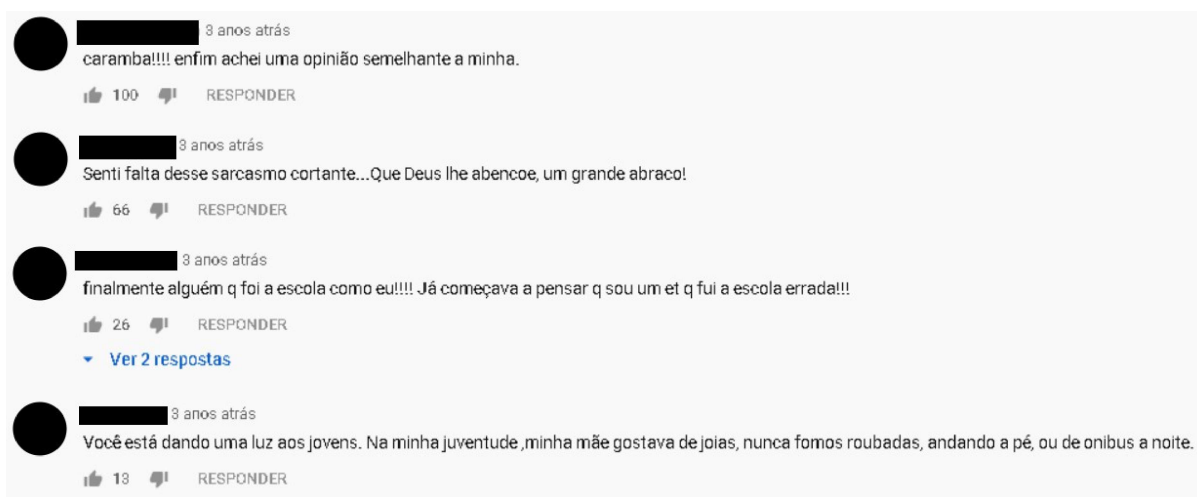 3 anos atrás
caramba!!!! enfim achei uma opinião semelhante a minha.
100 RESPONDER
3 anos atrás
Senti falta desse sarcasmo cortante...Que Deus lhe abencoe, um grande abraco!
66 RESPONDER
3 anos atrás
finalmente alguém q foi a escola como eu!!!! Já começava a pensar q sou um et q fui a escola errada!!!
26 RESPONDER
Ver 2 respostas
3 anos atrás
Você está dando uma luz aos jovens. Na minha juventude ,minha mãe gostava de joias, nunca fomos roubadas, andando a pé, ou de onibus a noite.
13 RESPONDER